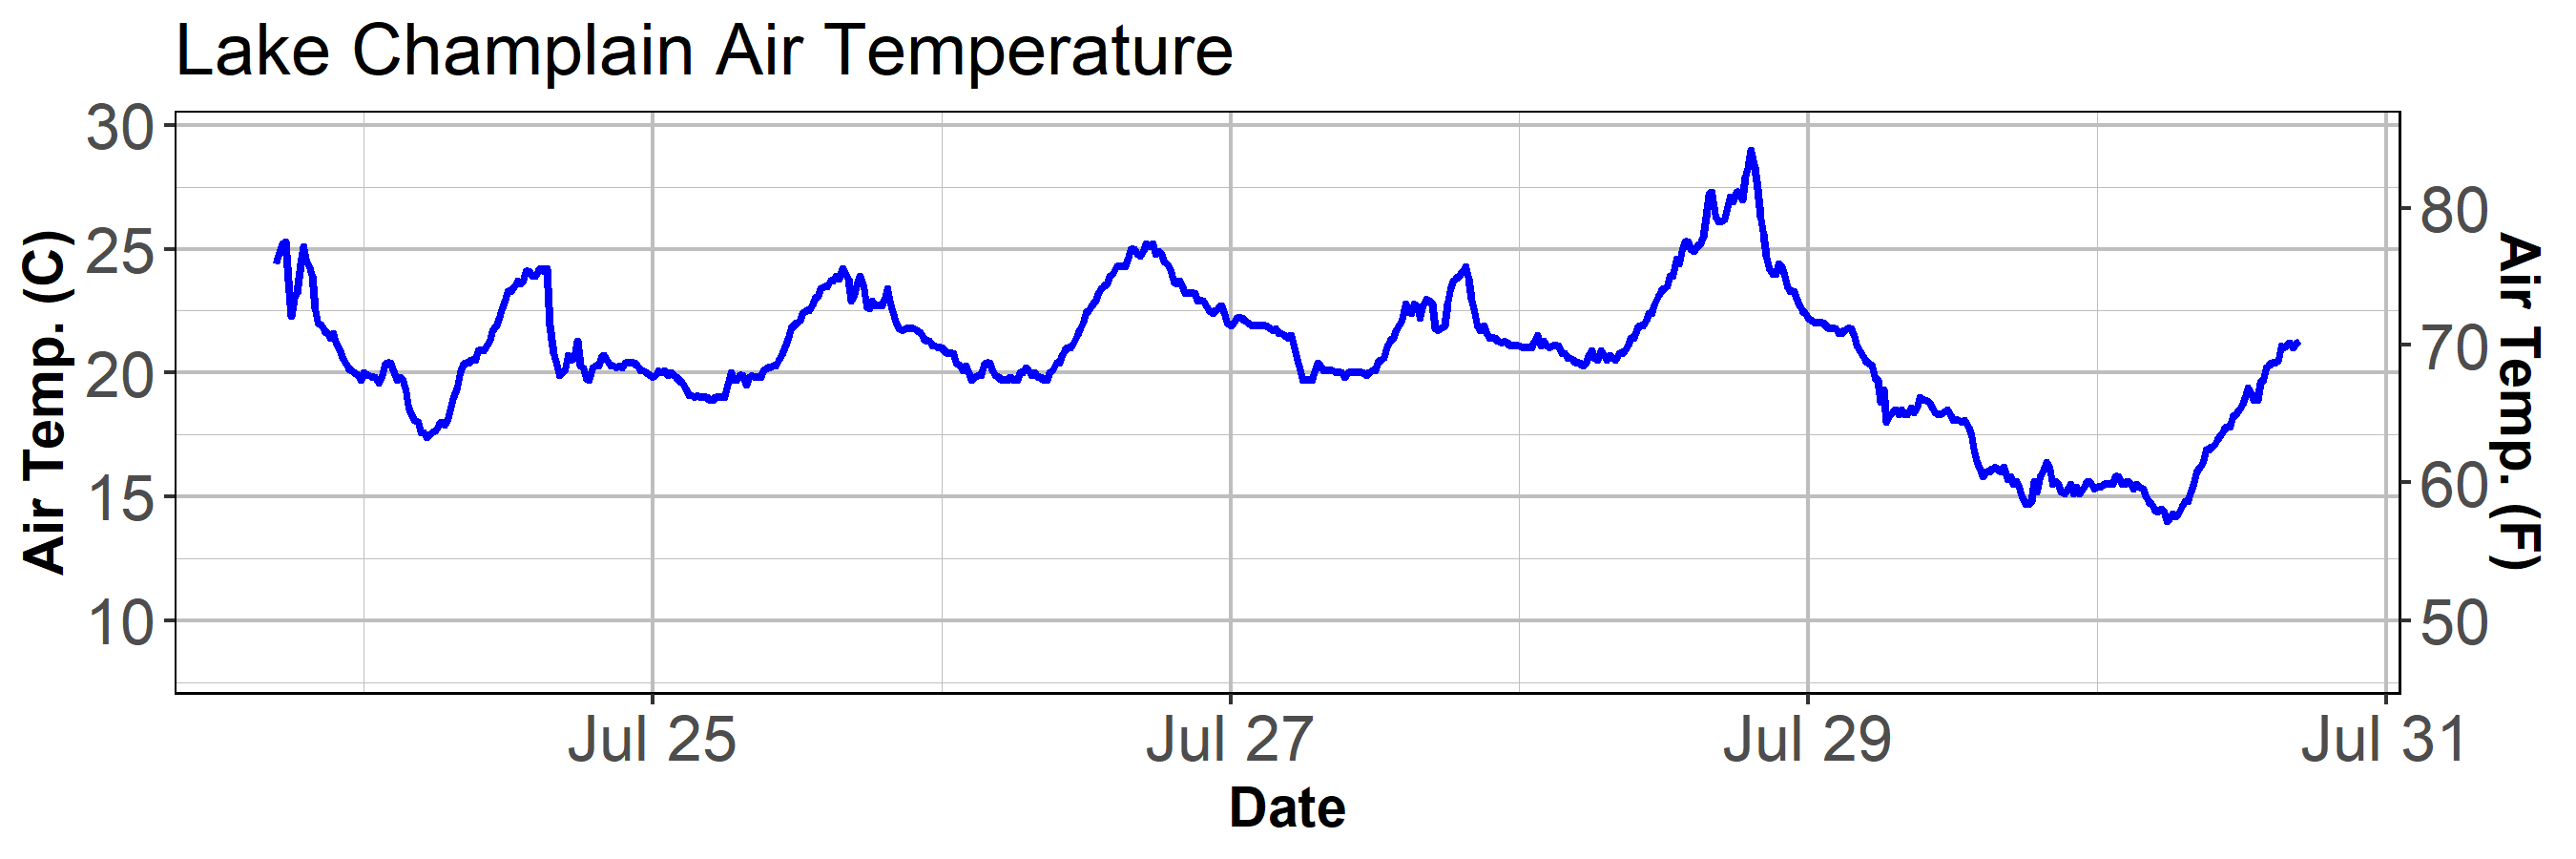 Lake Champlain Air Temperature
30
25
20
15
10
Air Temp. (C)
80
70
60
50
Air Temp. (F)
Jul 25
Jul 27
Jul 29
Jul 31
Date